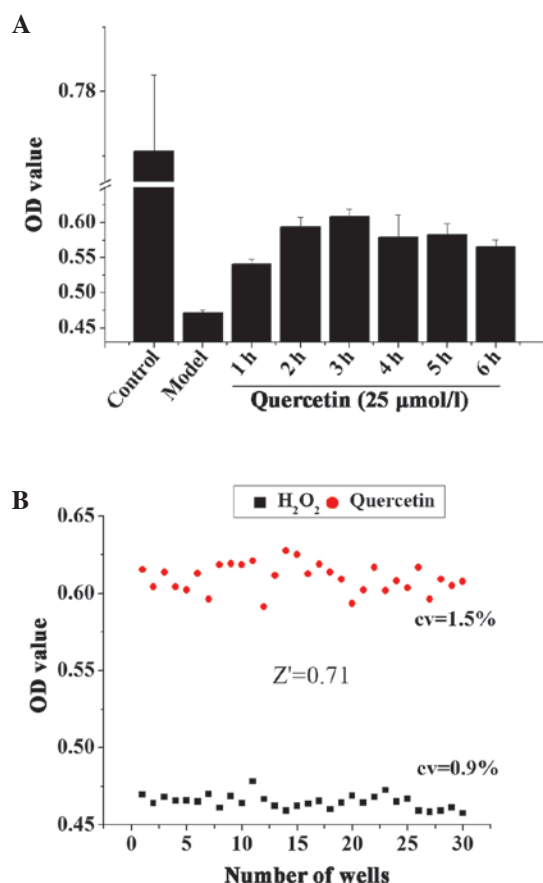 A
0.78
0.60
0.55
0.50
0.45
OD value
Control
Model
1 h
2 h
3 h
4 h
5 h
6 h
Quercetin (25 μmol/l)
B
H₂O₂ Quercetin
0.65
0.60
0.55
0.50
0.45
OD value
cv=1.5%
Z'=0.71
cv=0.9%
0 5 10 15 20 25 30
Number of wells